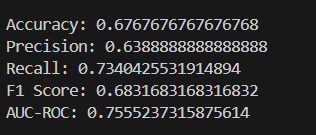 Accuracy: 0.6767676767676768
Precision: 0.6388888888888888
Recall: 0.7340425531914894
F1 Score: 0.6831683168316832
AUC-ROC: 0.7555237315875614